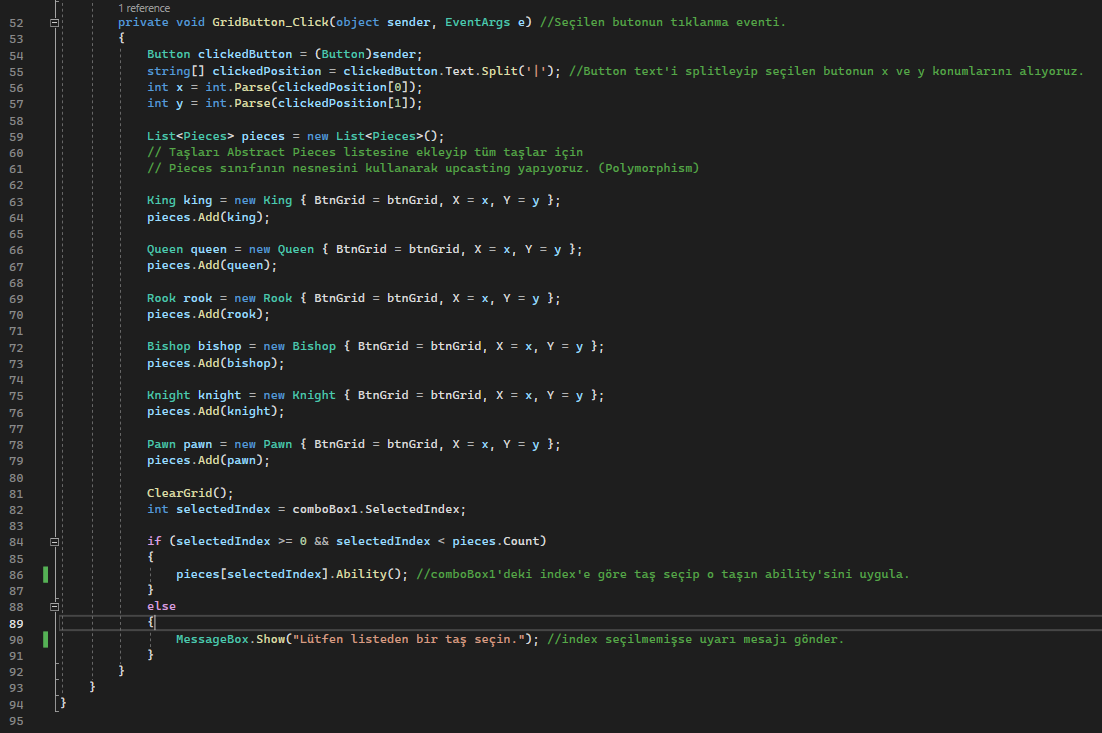 1 reference
52 private void GridButton_Click(object sender, EventArgs e) //Seçilen butonun tıklanma eventi.
53 {
54 Button clickedButton = (Button)sender;
55 string[] clickedPosition = clickedButton.Text.Split('|'); //Button text'i splitleyip seçilen butonun x ve y konumlarını alıyoruz.
56 int x = int.Parse(clickedPosition[0]);
57 int y = int.Parse(clickedPosition[1]);
58
59 List<Pieces> pieces = new List<Pieces>();
60 // Taşları Abstract Pieces listesine ekleyip tüm taşlar için
61 // Pieces sınıfının nesnesini kullanarak upcasting yapıyoruz. (Polymorphism)
62
63 King king = new King { BtnGrid = btnGrid, X = x, Y = y };
64 pieces.Add(king);
65
66 Queen queen = new Queen { BtnGrid = btnGrid, X = x, Y = y };
67 pieces.Add(queen);
68
69 Rook rook = new Rook { BtnGrid = btnGrid, X = x, Y = y };
70 pieces.Add(rook);
71
72 Bishop bishop = new Bishop { BtnGrid = btnGrid, X = x, Y = y };
73 pieces.Add(bishop);
74
75 Knight knight = new Knight { BtnGrid = btnGrid, X = x, Y = y };
76 pieces.Add(knight);
77
78 Pawn pawn = new Pawn { BtnGrid = btnGrid, X = x, Y = y };
79 pieces.Add(pawn);
80
81 ClearGrid();
82 int selectedIndex = comboBox1.SelectedIndex;
83
84 if (selectedIndex >= 0 && selectedIndex < pieces.Count)
85 {
86 pieces[selectedIndex].Ability(); //comboBox1'deki index'e göre taş seçip o taşın ability'sini uygula.
87 }
88 else
89 {
90 MessageBox.Show("Lütfen listeden bir taş seçin."); //index seçilmemişse uyarı mesajı gönder.
91 }
92 }
93 }
94 }
95